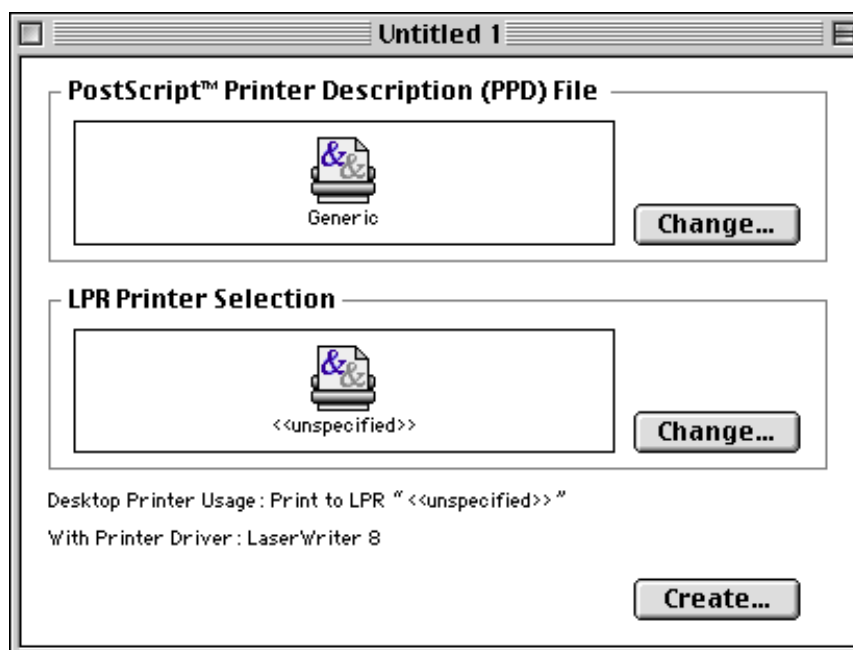 Untitled 1
PostScript™ Printer Description (PPD) File
Generic
Change...
LPR Printer Selection
<<unspecified>>
Change...
Desktop Printer Usage : Print to LPR “<<unspecified>>”
With Printer Driver : LaserWriter 8
Create...